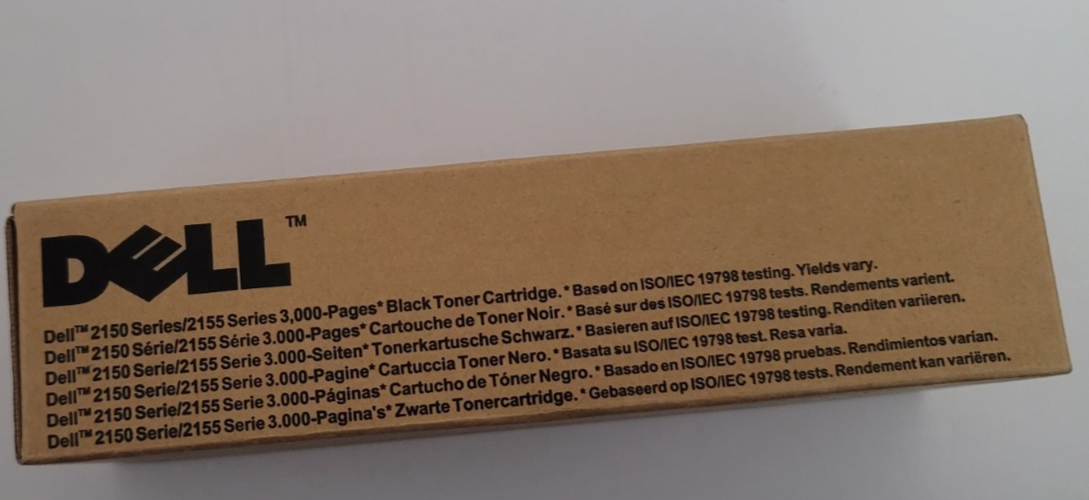 DELL™
Dell™ 2150 Series/2155 Series 3,000-Pages* Black Toner Cartridge. * Based on ISO/IEC 19798 testing. Yields vary.
Dell™ 2150 Série/2155 Série 3.000-Pages* Cartouche de Toner Noir. * Basé sur des ISO/IEC 19798 tests. Rendements varient.
Dell™ 2150 Serie/2155 Serie 3.000-Seiten* Tonerkartusche Schwarz. * Basieren auf ISO/IEC 19798 testing. Renditen variieren.
Dell™ 2150 Serie/2155 Serie 3.000-Pagine* Cartuccia Toner Nero. * Basata su ISO/IEC 19798 test. Resa varia.
Dell™ 2150 Serie/2155 Serie 3.000-Páginas* Cartucho de Tóner Negro. * Basado en ISO/IEC 19798 pruebas. Rendimientos varían.
Dell™ 2150 Serie/2155 Serie 3.000-Pagina's* Zwarte Tonercartridge. * Gebaseerd op ISO/IEC 19798 tests. Rendement kan variëren.